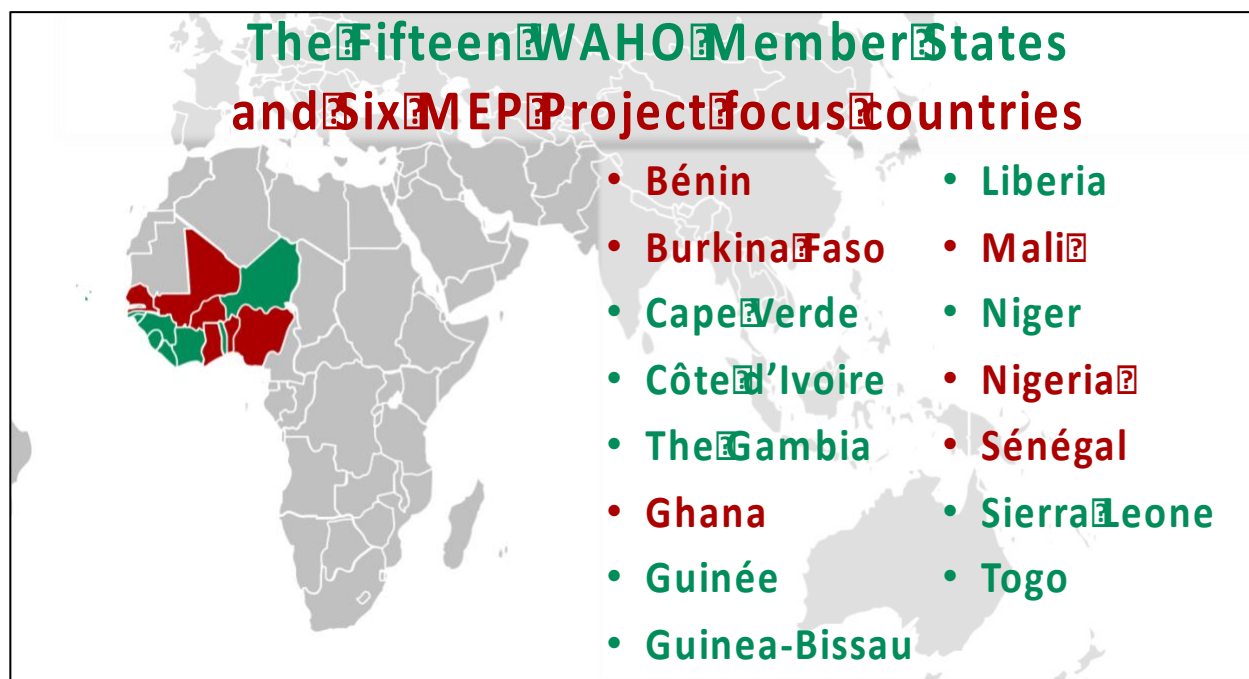 The Fifteen WAHO Member States
and Six MEP Project focus countries
• Bénin
• Burkina Faso
• Cape Verde
• Côte d’Ivoire
• The Gambia
• Ghana
• Guinée
• Guinea-Bissau
• Liberia
• Mali
• Niger
• Nigeria
• Sénégal
• Sierra Leone
• Togo